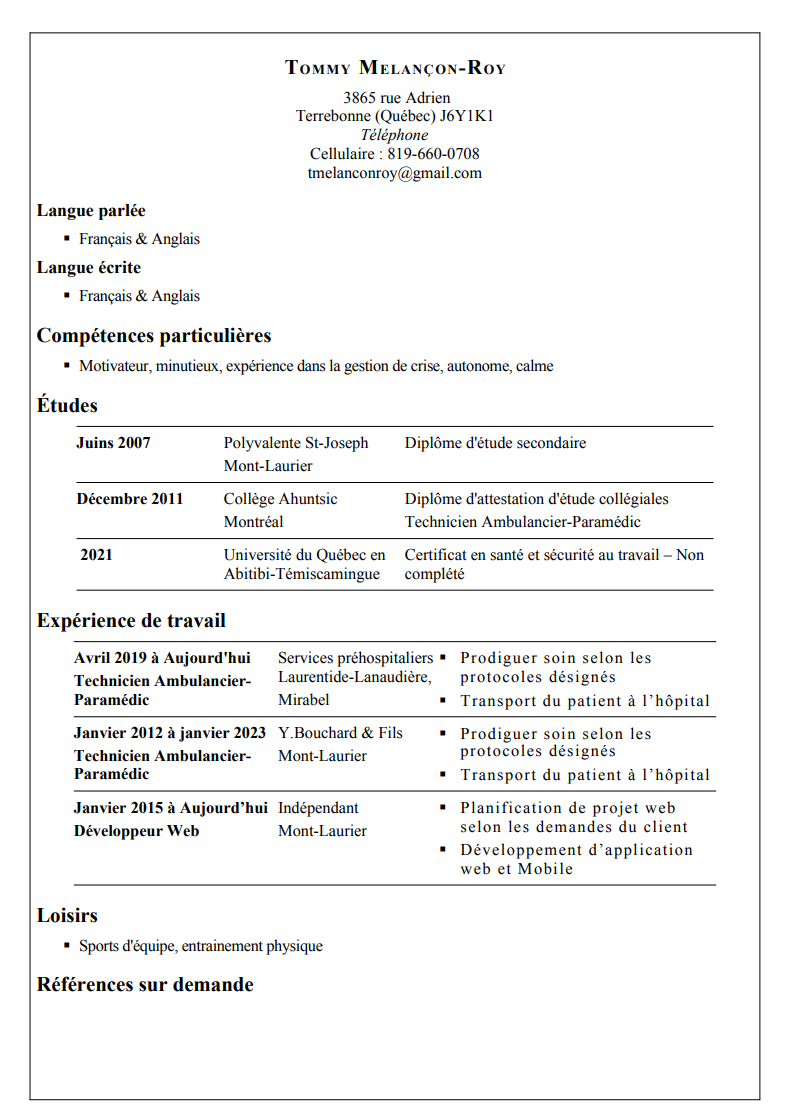 Tommy Melançon-Roy
3865 rue Adrien
Terrebonne (Québec) J6Y1K1
Téléphone
Cellulaire : 819-660-0708
tmelanconroy@gmail.com
Langue parlée
▪ Français & Anglais
Langue écrite
▪ Français & Anglais
Compétences particulières
▪ Motivateur, minutieux, expérience dans la gestion de crise, autonome, calme
Études
Juins 2007
Polyvalente St-Joseph
Mont-Laurier
Diplôme d'étude secondaire
Décembre 2011
Collège Ahuntsic
Montréal
Diplôme d'attestation d'étude collégiales
Technicien Ambulancier-Paramédic
2021
Université du Québec en
Abitibi-Témiscamingue
Certificat en santé et sécurité au travail – Non
complété
Expérience de travail
Avril 2019 à Aujourd'hui
Technicien Ambulancier-
Paramédic
Services préhospitaliers
Laurentide-Lanaudière,
Mirabel
▪ Prodiguer soin selon les
protocoles désignés
▪ Transport du patient à l’hôpital
Janvier 2012 à janvier 2023
Technicien Ambulancier-
Paramédic
Y.Bouchard & Fils
Mont-Laurier
▪ Prodiguer soin selon les
protocoles désignés
▪ Transport du patient à l’hôpital
Janvier 2015 à Aujourd’hui
Développeur Web
Indépendant
Mont-Laurier
▪ Planification de projet web
selon les demandes du client
▪ Développement d’application
web et Mobile
Loisirs
▪ Sports d'équipe, entrainement physique
Références sur demande